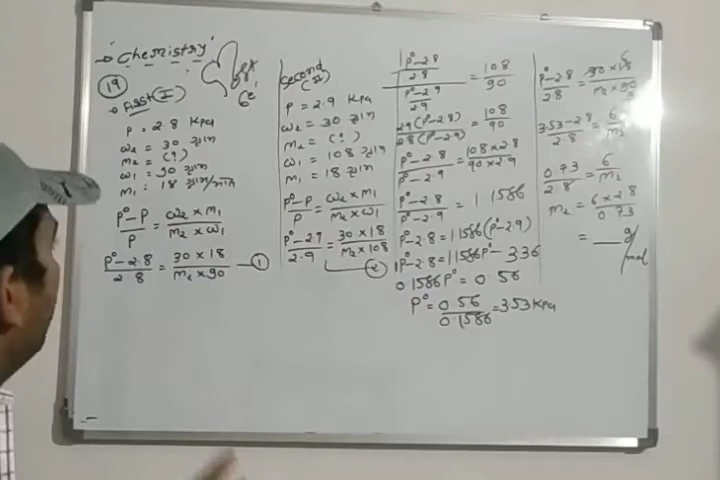 → "Chemistry"
(19)
→ First (I)
P = 2.8 KPa
w₂ = 30 ग्राम
m₂ = (?)
w₁ = 90 ग्राम
m₁ = 18 ग्राम/मोल
P°-P/P = w₂ × m₁/m₂ × w₁
P°-2.8/2.8 = 30 × 18/m₂ × 90 —①
Second (II)
P = 2.9 KPa
w₂ = 30 ग्राम
m₂ = (?)
w₁ = 108 ग्राम
m₁ = 18 ग्राम
P°-P/P = w₂ × m₁/m₂ × w₁
P°-2.9/2.9 = 30 × 18/m₂ × 108
—②
P°-2.8/2.8 / P°-2.9/2.9 = 108/90
29(P°-2.8)/28(P°-2.9) = 108/90
P°-2.8/P°-2.9 = 108×2.8/90×2.9
P°-2.8/P°-2.9 = 1.1586
P°-2.8 = 1.1586(P°-2.9)
P°-2.8 = 1.1586P° - 3.36
0.1586P° = 0.56
P° = 0.56/0.1586 = 3.53 KPa
P°-2.8/2.8 = 30×18/m₂×90
6
3.53-2.8/2.8 = 6/m₂
0.73/2.8 = 6/m₂
m₂ = 6×2.8/0.73
= __ g/mol